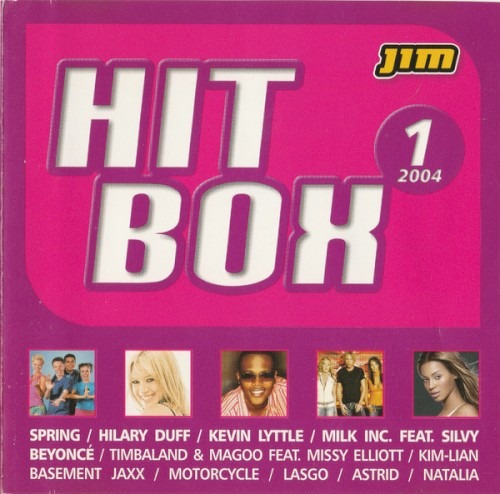 JIM
HIT
BOX
1
2004
SPRING / HILARY DUFF / KEVIN LYTTLE / MILK INC. FEAT. SILVY
BEYONCÉ / TIMBALAND & MAGOO FEAT. MISSY ELLIOTT / KIM-LIAN
BASEMENT JAXX / MOTORCYCLE / LASGO / ASTRID / NATALIA